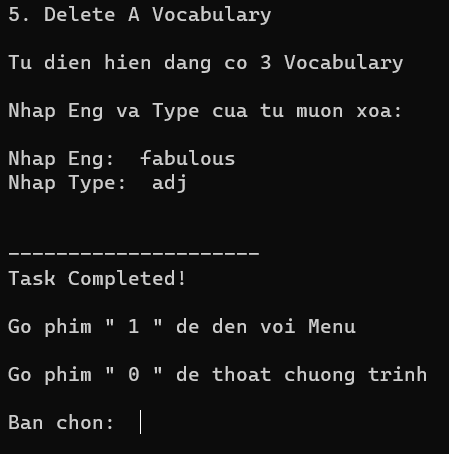 5. Delete A Vocabulary
Tu dien hien dang co 3 Vocabulary
Nhap Eng va Type cua tu muon xoa:
Nhap Eng:  fabulous
Nhap Type:  adj
_____________________
Task Completed!
Go phim " 1 " de den voi Menu
Go phim " 0 " de thoat chuong trinh
Ban chon: